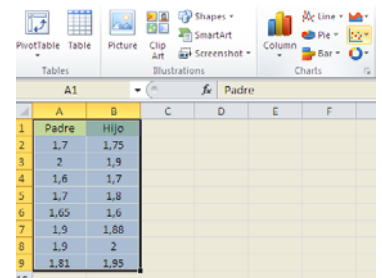 Shapes
Line
SmartArt
Pie
PivotTable Table Picture Clip Art Screenshot Column Bar
Tables Illustrations Charts
A1 fx Padre
A B C D E F
1 Padre Hijo
2 1,7 1,75
3 2 1,9
4 1,6 1,7
5 1,7 1,8
6 1,65 1,6
7 1,9 1,88
8 1,9 2
9 1,81 1,95